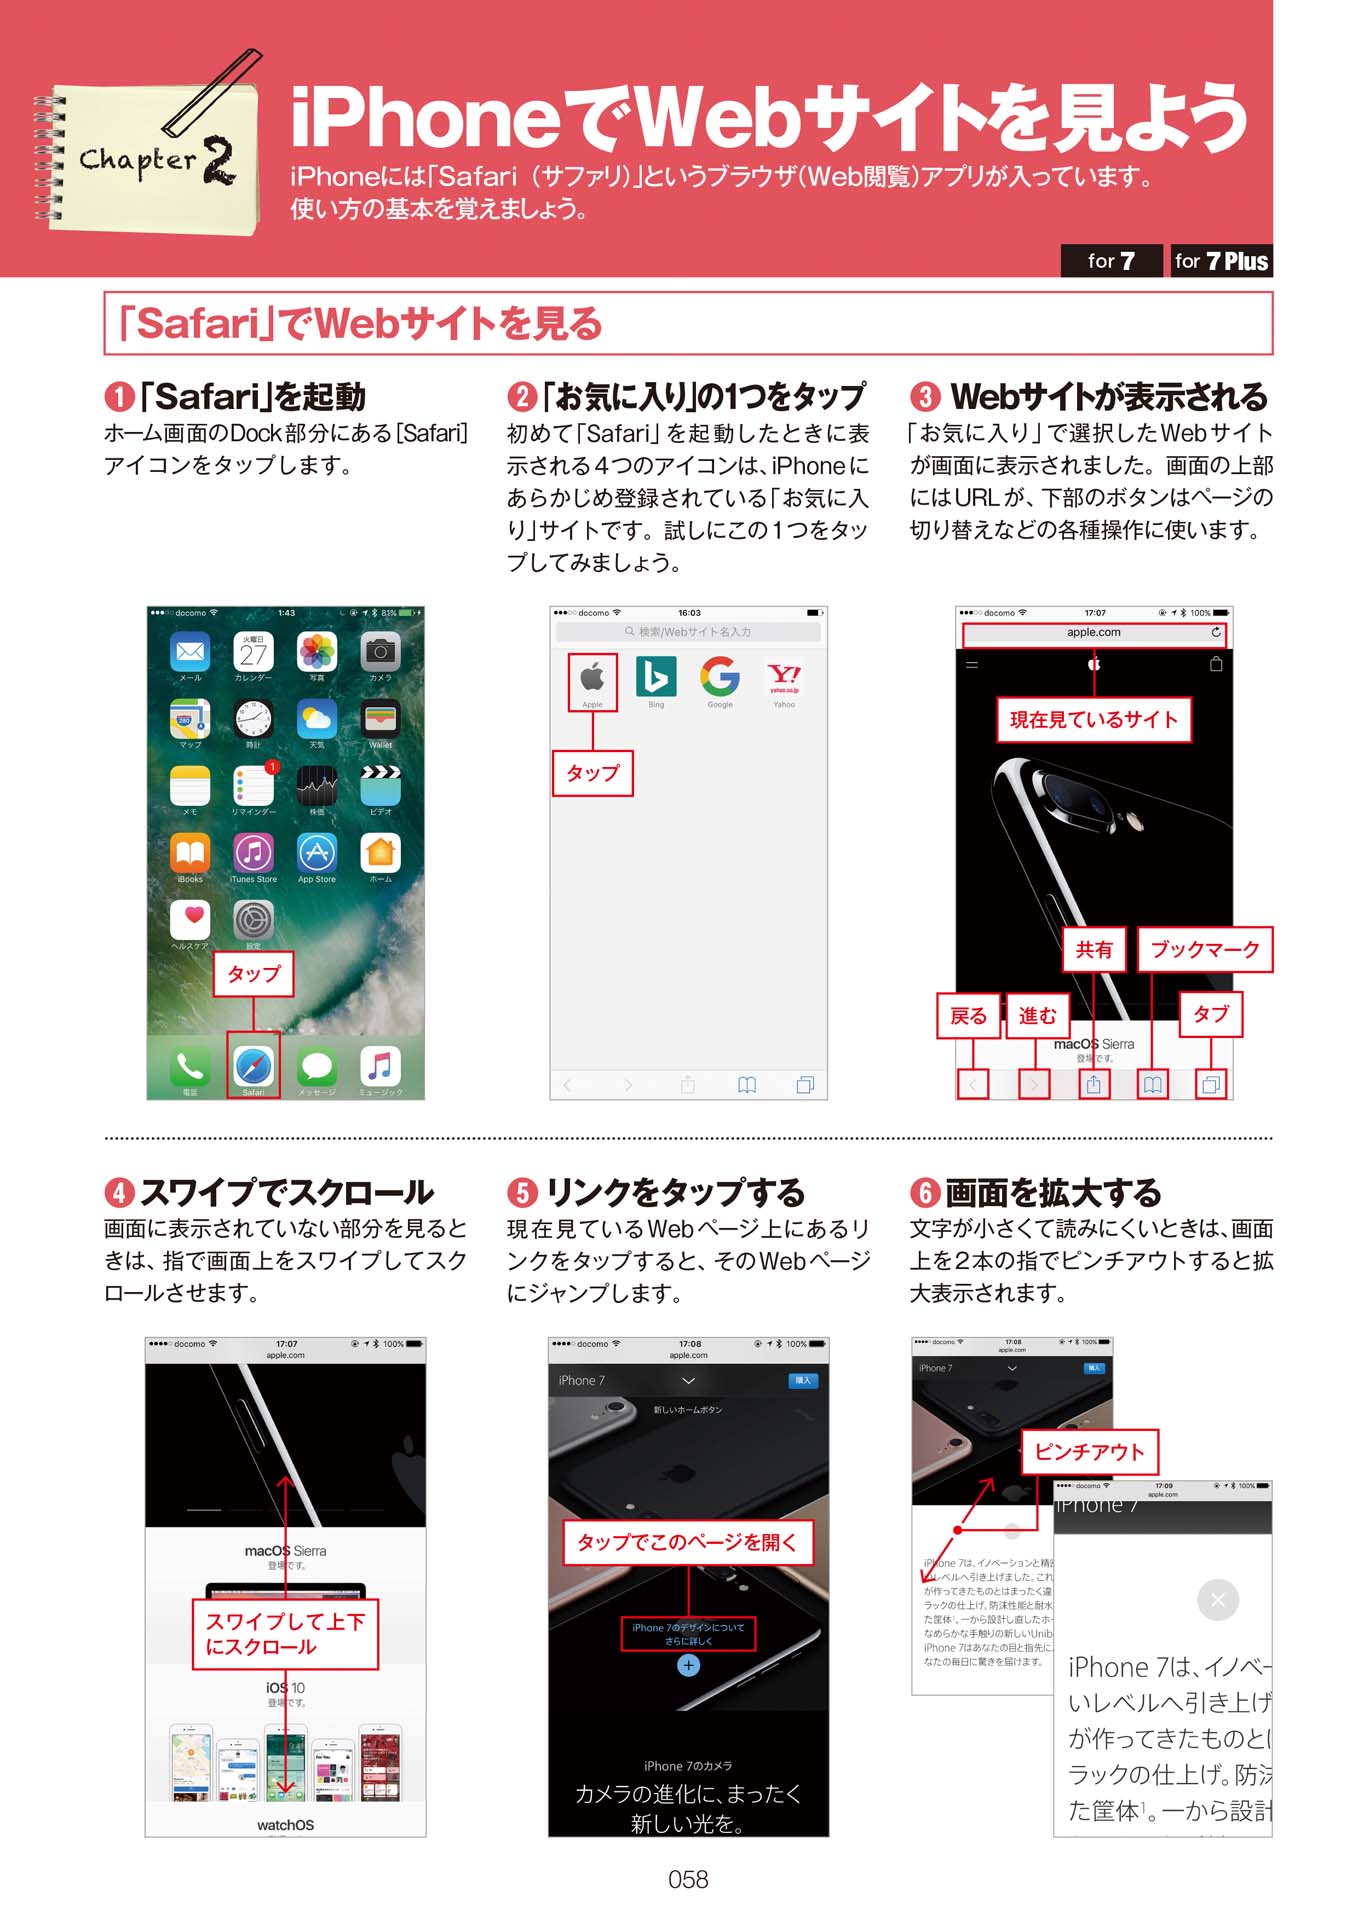 Chapter 2
iPhoneでWebサイトを見よう
iPhoneには「Safari（サファリ）」というブラウザ（Web閲覧）アプリが入っています。
使い方の基本を覚えましょう。
for 7
for 7 Plus
「Safari」でWebサイトを見る
❶「Safari」を起動
ホーム画面のDock部分にある［Safari］
アイコンをタップします。
❷「お気に入り」の1つをタップ
初めて「Safari」を起動したときに表
示される4つのアイコンは、iPhoneに
あらかじめ登録されている「お気に入
り」サイトです。試しにこの1つをタッ
プしてみましょう。
❸ Webサイトが表示される
「お気に入り」で選択したWebサイト
が画面に表示されました。画面の上部
にはURLが、下部のボタンはページの
切り替えなどの各種操作に使います。
docomo 1:43 81%
火曜日
27
メール カレンダー 写真 カメラ
280
マップ 時計 天気 Wallet
1
メモ リマインダー 株価 ビデオ
iBooks iTunes Store App Store ホーム
ヘルスケア 設定
タップ
電話 Safari メッセージ ミュージック
docomo 16:03
検索/Webサイト名入力
Y!
yahoo.co.jp
Apple Bing Google Yahoo
タップ
docomo 17:07 100%
apple.com
現在見ているサイト
共有 ブックマーク
戻る 進む タブ
macOS Sierra
登場です。
❹ スワイプでスクロール
画面に表示されていない部分を見ると
きは、指で画面上をスワイプしてスク
ロールさせます。
❺ リンクをタップする
現在見ているWebページ上にあるリ
ンクをタップすると、そのWebページ
にジャンプします。
❻ 画面を拡大する
文字が小さくて読みにくいときは、画面
上を2本の指でピンチアウトすると拡
大表示されます。
docomo 17:07 100%
apple.com
macOS Sierra
登場です。
スワイプして上下
にスクロール
iOS 10
登場です。
For You
watchOS
docomo 17:08 100%
apple.com
iPhone 7 購入
新しいホームボタン
タップでこのページを開く
iPhone 7のデザインについて
さらに詳しく
iPhone 7のカメラ
カメラの進化に、まったく
新しい光を。
docomo 17:08 100%
apple.com
iPhone 7 購入
ピンチアウト
iPhone 7は、イノベーションと精
いレベルへ引き上げました。これ
が作ってきたものとはまったく違
ラックの仕上げ。防沫性能と耐水
た筐体¹。一から設計し直したホー
なめらかな手触りの新しいUnib
iPhone 7はあなたの目と指先に、
なたの毎日に驚きを届けます。
docomo 17:09 100%
apple.com
iPhone 7
iPhone 7は、イノベー
いレベルへ引き上げ
が作ってきたものとは
ラックの仕上げ。防沫
た筐体¹。一から設計
058